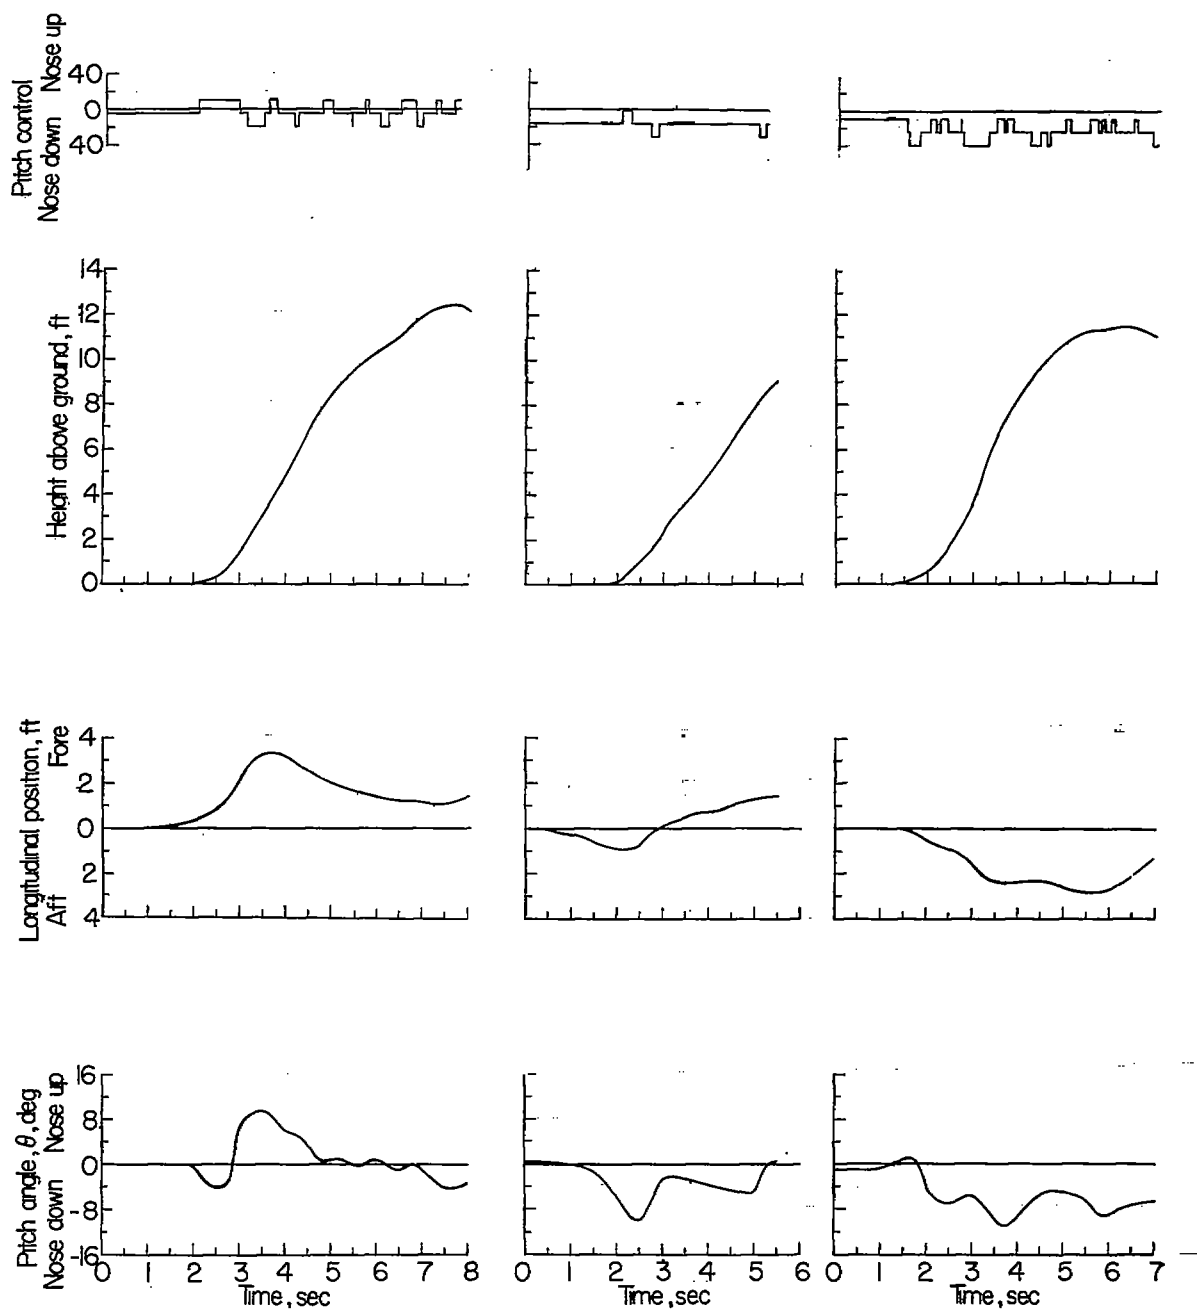 Pitch control
Nose down Nose up
40
0
40
Height above ground, ft
14
12
10
8
6
4
2
0
Longitudinal position, ft
Aft Fore
4
2
0
2
4
Pitch angle, θ, deg
Nose down Nose up
16
8
0
-8
-16
0 1 2 3 4 5 6 7 8
Time, sec
0 1 2 3 4 5 6
Time, sec
0 1 2 3 4 5 6 7
Time, sec